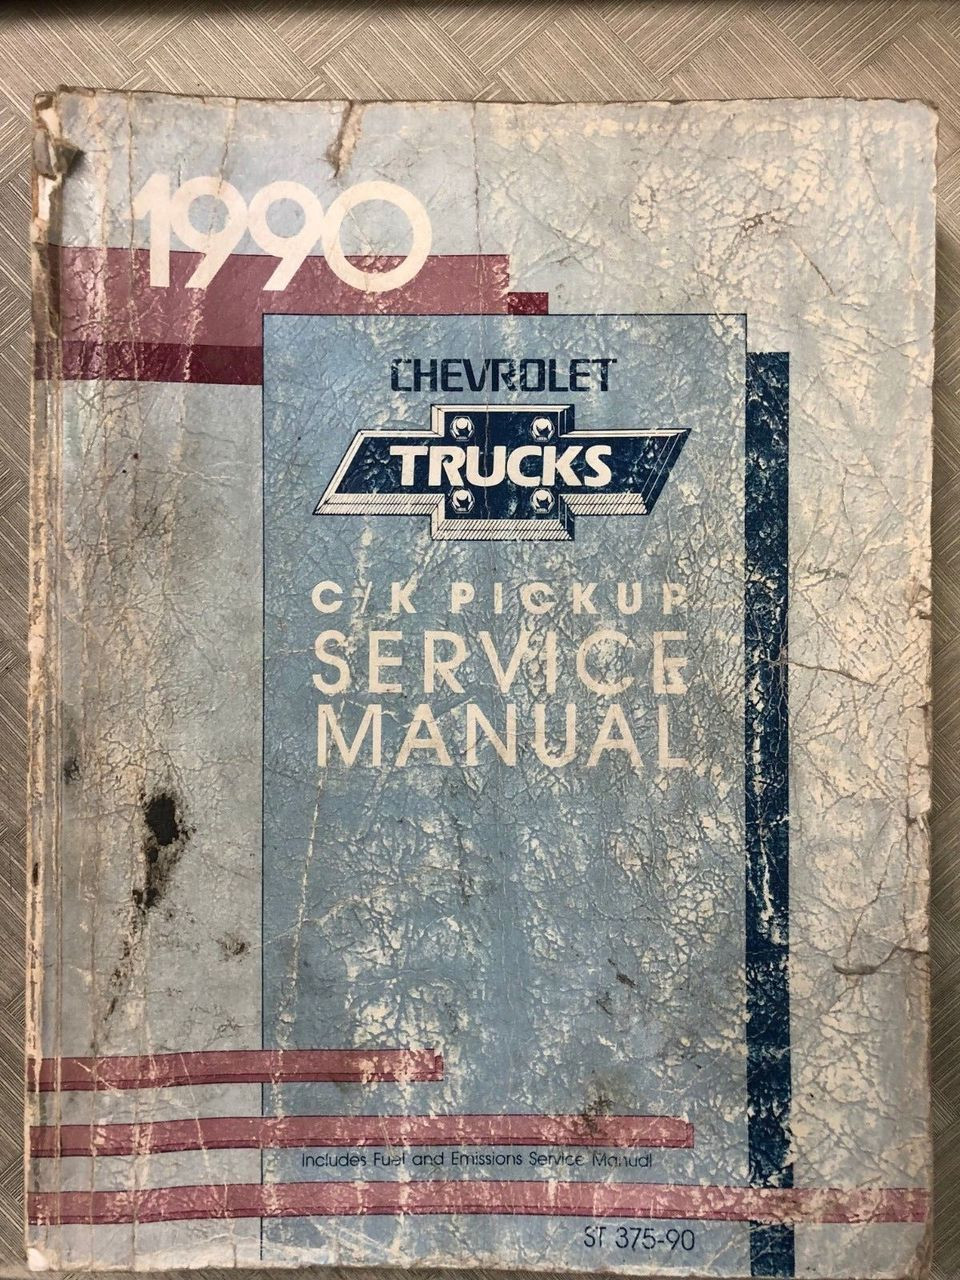 1990
CHEVROLET
TRUCKS
C/K PICKUP
SERVICE
MANUAL
Includes Fuel and Emissions Service Manual
ST 375-90